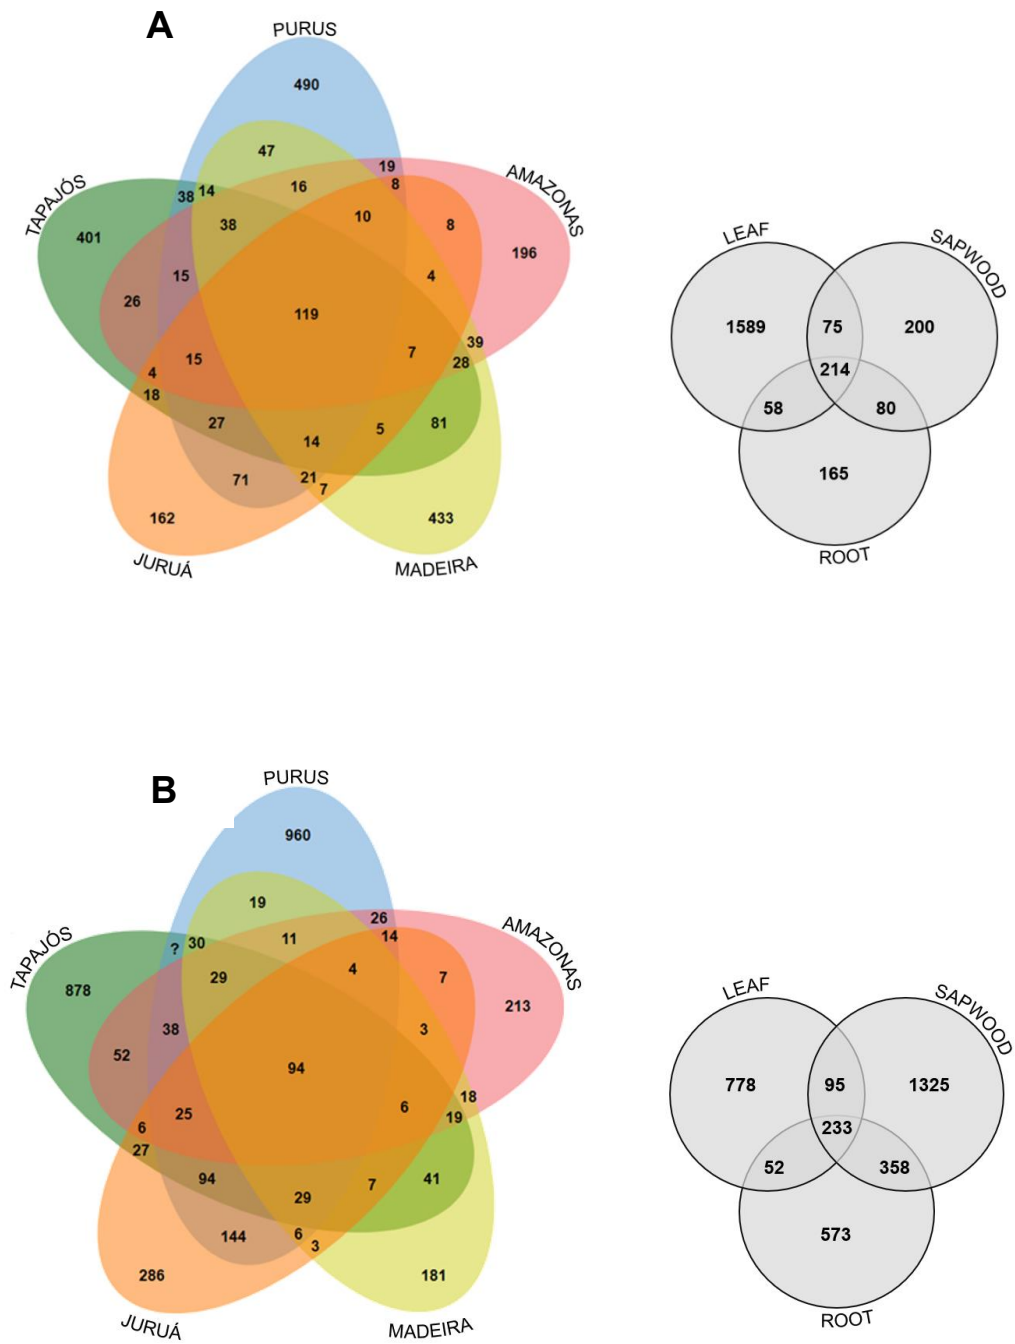 A
PURUS
490
47
19
AMAZONAS
TAPAJÓS
38 14 16 8
38 10 8
401
196
15 4
26
119
39
15 7 28
4
18
27 14 5 81
71 21 7
162 433
JURUÁ
MADEIRA
LEAF
SAPWOOD
1589 75 200
214
58 80
165
ROOT
B
PURUS
960
19
26
AMAZONAS
TAPAJÓS
? 30 11 14
29 4 7
878
213
38 3
52
94
18
25 6 19
6
27
94 29 7 41
144 6 3
286 181
JURUÁ
MADEIRA
LEAF
SAPWOOD
778 95 1325
233
52 358
573
ROOT